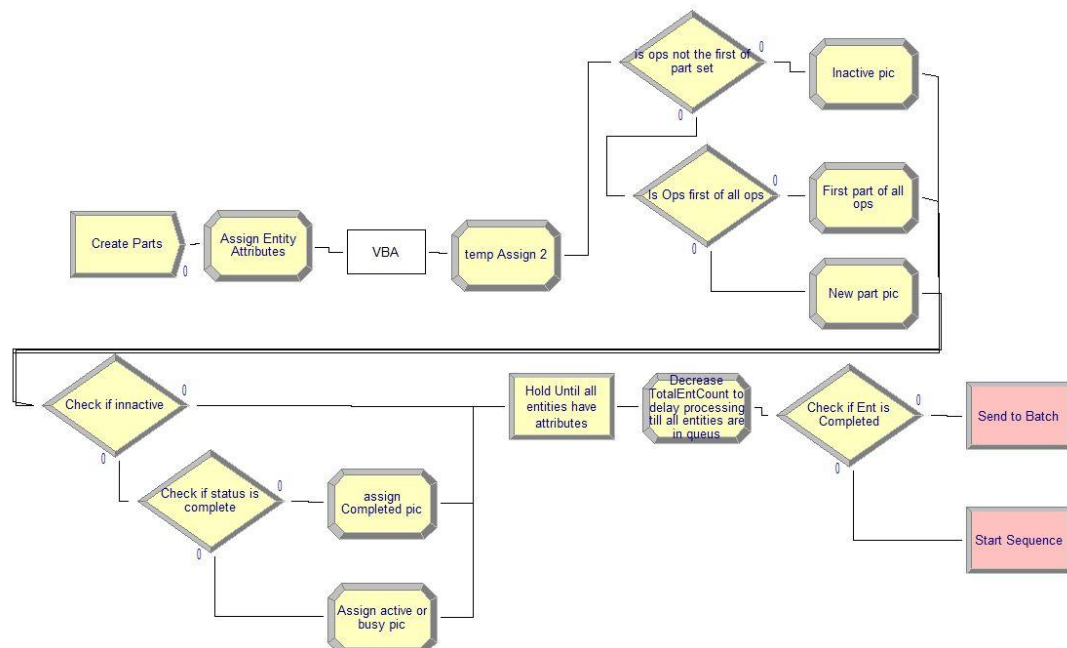 is ops not the first of
part set
0
0
Inactive pic
Is Ops first of all ops
0
0
First part of all
ops
New part pic
Create Parts
0
Assign Entity
Attributes
VBA
temp Assign 2
Check if innactive
0
0
Check if status is
complete
0
0
assign
Completed pic
Assign active or
busy pic
Hold Until all
entities have
attributes
Decrease
TotalEntCount to
delay processing
till all entities are
in queus
Check if Ent is
Completed
0
0
Send to Batch
Start Sequence